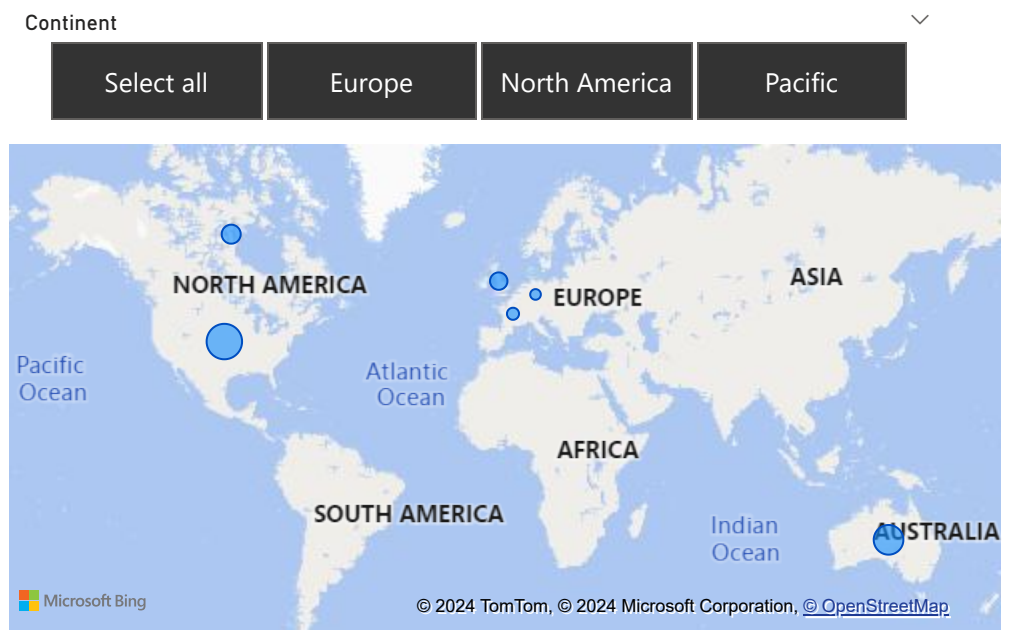 Continent
Select all
Europe
North America
Pacific
NORTH AMERICA
EUROPE
ASIA
Pacific
Ocean
Atlantic
Ocean
AFRICA
SOUTH AMERICA
Indian
Ocean
AUSTRALIA
Microsoft Bing
© 2024 TomTom, © 2024 Microsoft Corporation, © OpenStreetMap